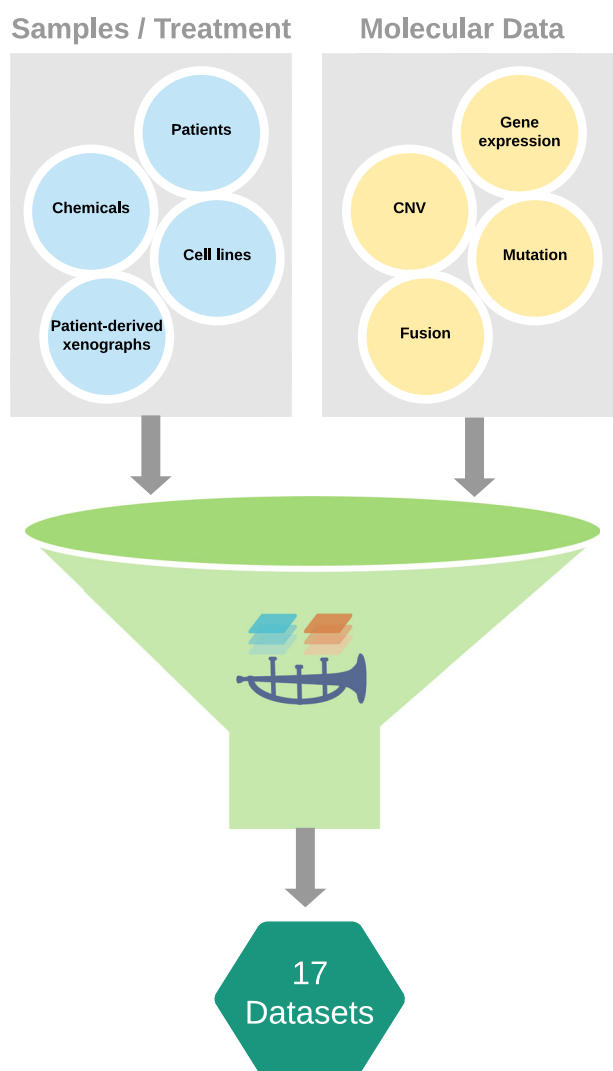 Samples / Treatment
Molecular Data
Patients
Chemicals
Cell lines
Patient-derived
xenographs
Gene
expression
CNV
Mutation
Fusion
17
Datasets